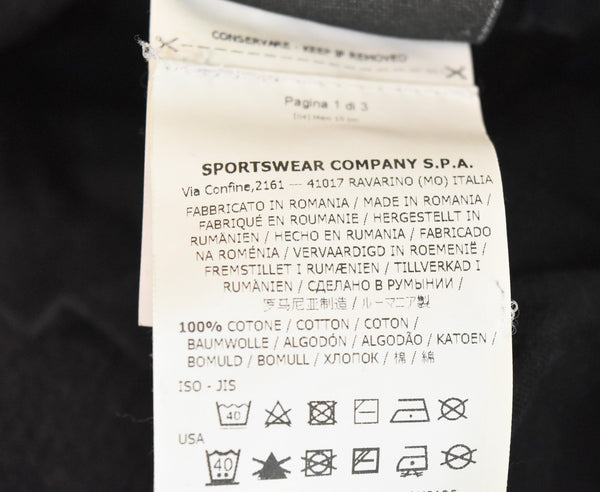 CONSERVARE - KEEP IF REMOVED
Pagina 1 di 3
SPORTSWEAR COMPANY S.P.A.
Via Confine,2161 --- 41017 RAVARINO (MO) ITALIA
FABBRICATO IN ROMANIA / MADE IN ROMANIA /
FABRIQUÉ EN ROUMANIE / HERGESTELLT IN
RUMÄNIEN / HECHO EN RUMANIA / FABRICADO
NA ROMÉNIA / VERVAARDIGD IN ROEMENIË /
FREMSTILLET I RUMÆNIEN / TILLVERKAD I
RUMÄNIEN / СДЕЛАНО В РУМЫНИИ /
罗马尼亚制造 / ルーマニア製
100% COTONE / COTTON / COTON /
BAUMWOLLE / ALGODÓN / ALGODÃO / KATOEN /
BOMULD / BOMULL / ХЛОПОК / 棉 / 綿
ISO - JIS
40
USA
40